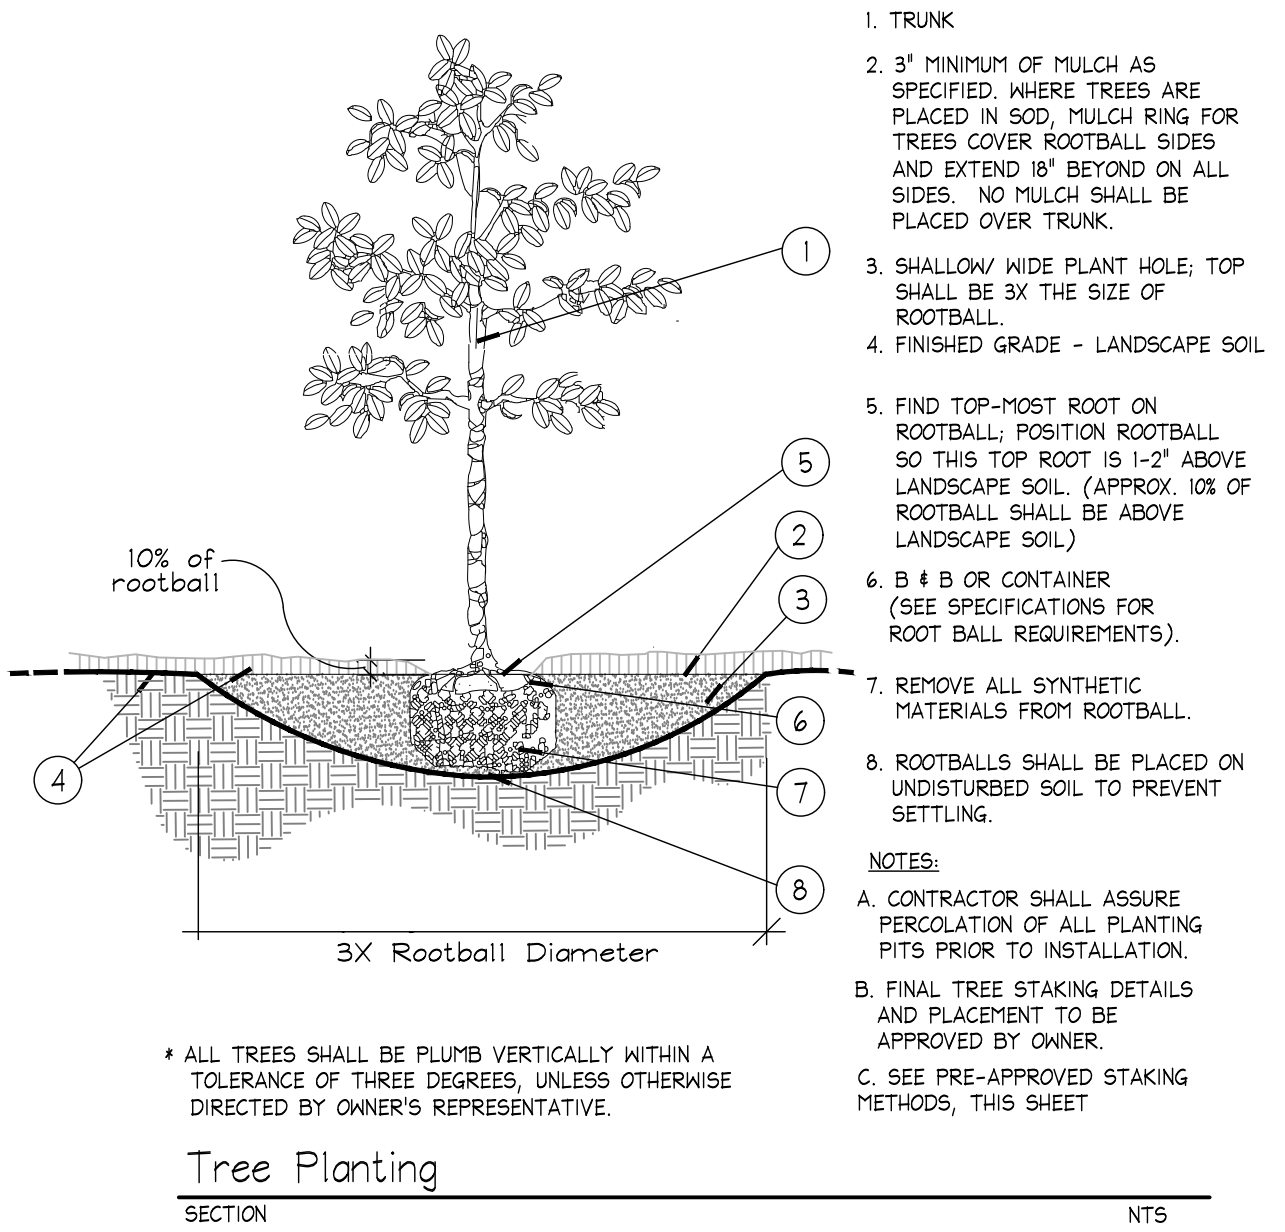 1. TRUNK
2. 3" MINIMUM OF MULCH AS
SPECIFIED. WHERE TREES ARE
PLACED IN SOD, MULCH RING FOR
TREES COVER ROOTBALL SIDES
AND EXTEND 18" BEYOND ON ALL
SIDES. NO MULCH SHALL BE
PLACED OVER TRUNK.
3. SHALLOW/ WIDE PLANT HOLE; TOP
SHALL BE 3X THE SIZE OF
ROOTBALL.
4. FINISHED GRADE - LANDSCAPE SOIL
5. FIND TOP-MOST ROOT ON
ROOTBALL; POSITION ROOTBALL
SO THIS TOP ROOT IS 1-2" ABOVE
LANDSCAPE SOIL. (APPROX. 10% OF
ROOTBALL SHALL BE ABOVE
LANDSCAPE SOIL)
6. B & B OR CONTAINER
(SEE SPECIFICATIONS FOR
ROOT BALL REQUIREMENTS).
7. REMOVE ALL SYNTHETIC
MATERIALS FROM ROOTBALL.
8. ROOTBALLS SHALL BE PLACED ON
UNDISTURBED SOIL TO PREVENT
SETTLING.
NOTES:
A. CONTRACTOR SHALL ASSURE
PERCOLATION OF ALL PLANTING
PITS PRIOR TO INSTALLATION.
B. FINAL TREE STAKING DETAILS
AND PLACEMENT TO BE
APPROVED BY OWNER.
C. SEE PRE-APPROVED STAKING
METHODS, THIS SHEET
1
5
2
3
6
7
8
4
10% of
rootball
3X Rootball Diameter
* ALL TREES SHALL BE PLUMB VERTICALLY WITHIN A
TOLERANCE OF THREE DEGREES, UNLESS OTHERWISE
DIRECTED BY OWNER'S REPRESENTATIVE.
Tree Planting
SECTION
NTS